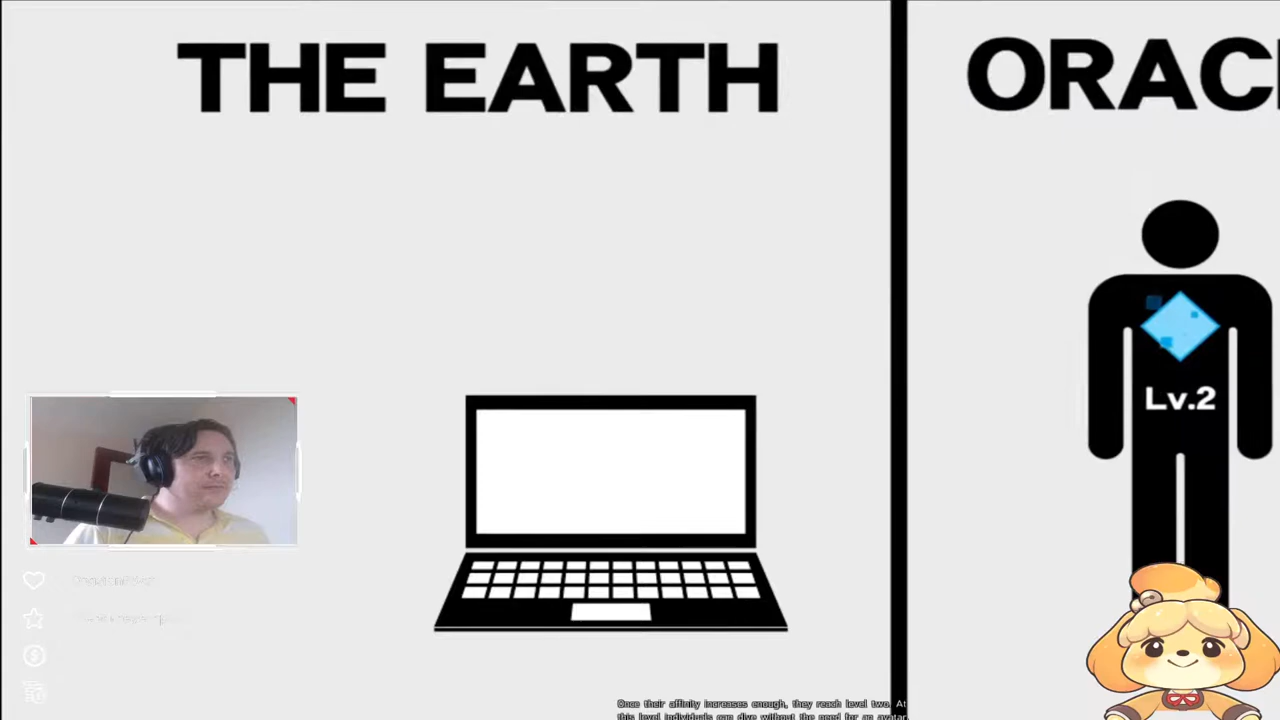 THE EARTH
ORAC
Lv.2
Once their affinity increases enough, they reach level two. At
this level individuals can dive without the need for an avatar